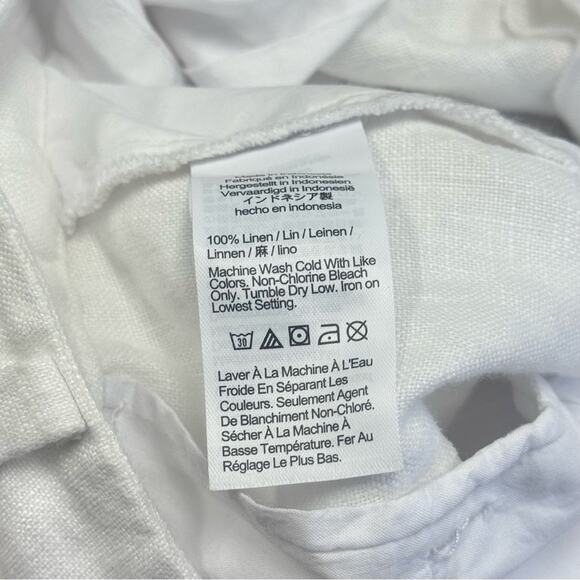 Fabriqué en Indonésie
Hergestellt in Indonesien
Vervaardigd in Indonesië
インドネシア製
hecho en indonesia
100% Linen / Lin / Leinen /
Linnen / 麻 / lino
Machine Wash Cold With Like
Colors. Non-Chlorine Bleach
Only. Tumble Dry Low. Iron on
Lowest Setting.
30
Laver À La Machine À L'Eau
Froide En Séparant Les
Couleurs. Seulement Agent
De Blanchiment Non-Chloré.
Sécher À La Machine À
Basse Température. Fer Au
Réglage Le Plus Bas.